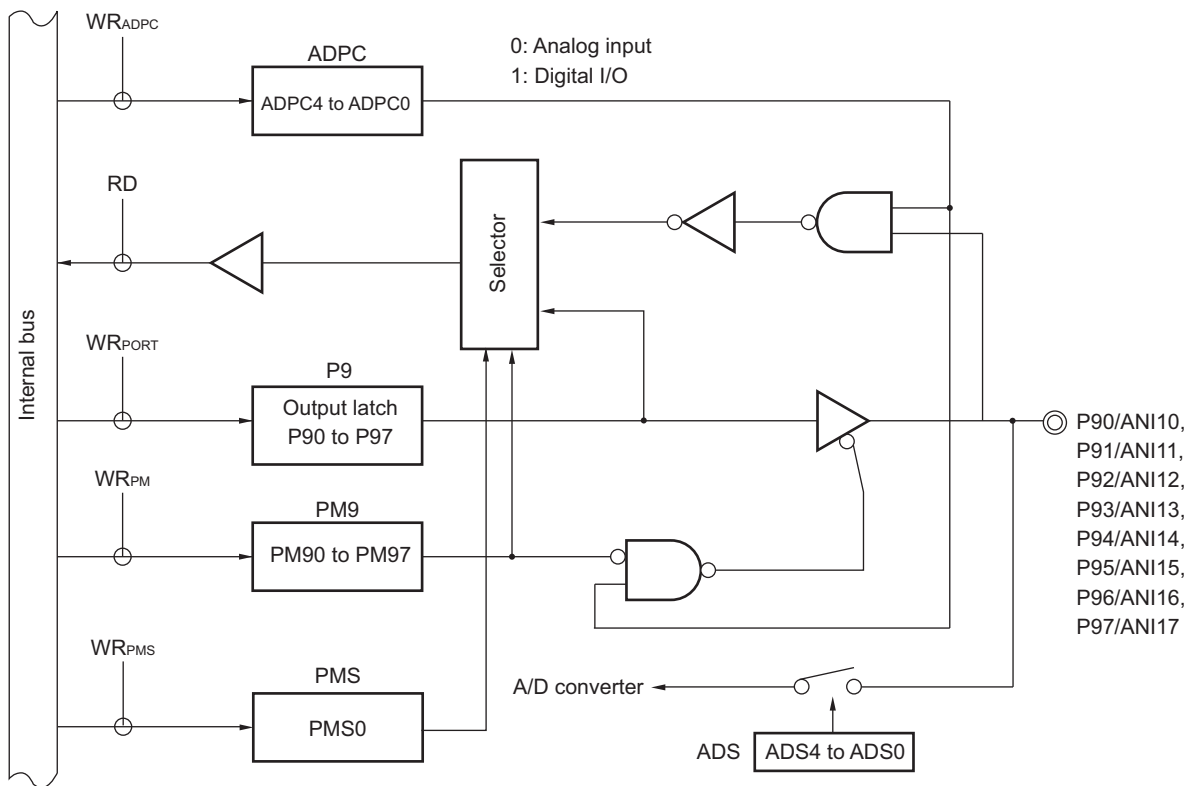 WRADPC
ADPC
ADPC4 to ADPC0
0: Analog input
1: Digital I/O
RD
Selector
Internal bus
WRPORT
P9
Output latch
P90 to P97
WRPM
PM9
PM90 to PM97
WRPMS
PMS
PMS0
A/D converter
ADS
ADS4 to ADS0
P90/ANI10,
P91/ANI11,
P92/ANI12,
P93/ANI13,
P94/ANI14,
P95/ANI15,
P96/ANI16,
P97/ANI17